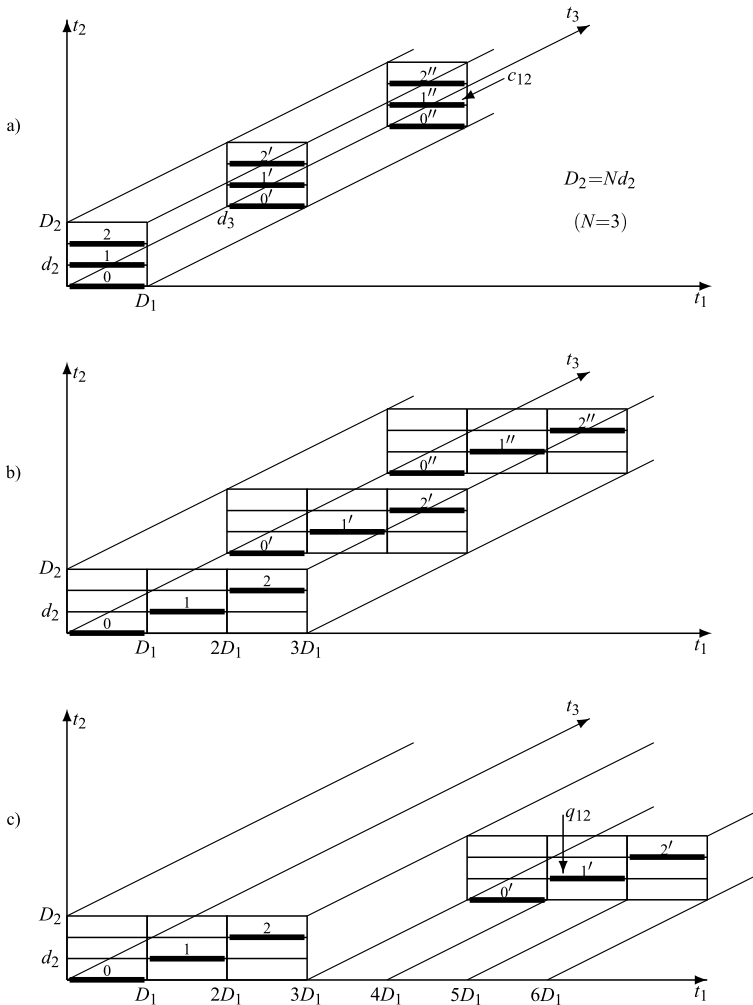 t₂
t₃
2″
c₁₂
1″
0″
a)
2′
1′
0′
D₂=Nd₂
d₃
(N=3)
D₂
2
d₂
1
0
D₁
t₁
t₂
t₃
2″
1″
0″
b)
2′
1′
0′
D₂
2
d₂
1
0
D₁ 2D₁ 3D₁
t₁
t₂
t₃
c)
q₁₂
2′
1′
0′
D₂
2
d₂
1
0
D₁ 2D₁ 3D₁ 4D₁ 5D₁ 6D₁
t₁